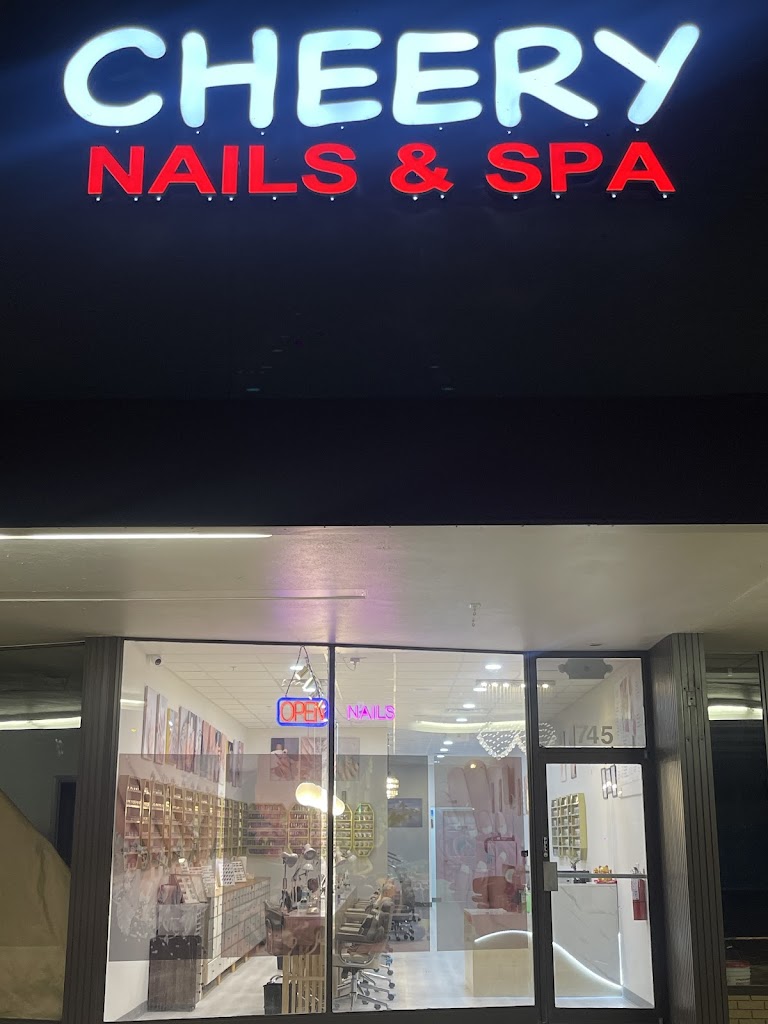 CHEERY
NAILS & SPA
OPEN NAILS
745